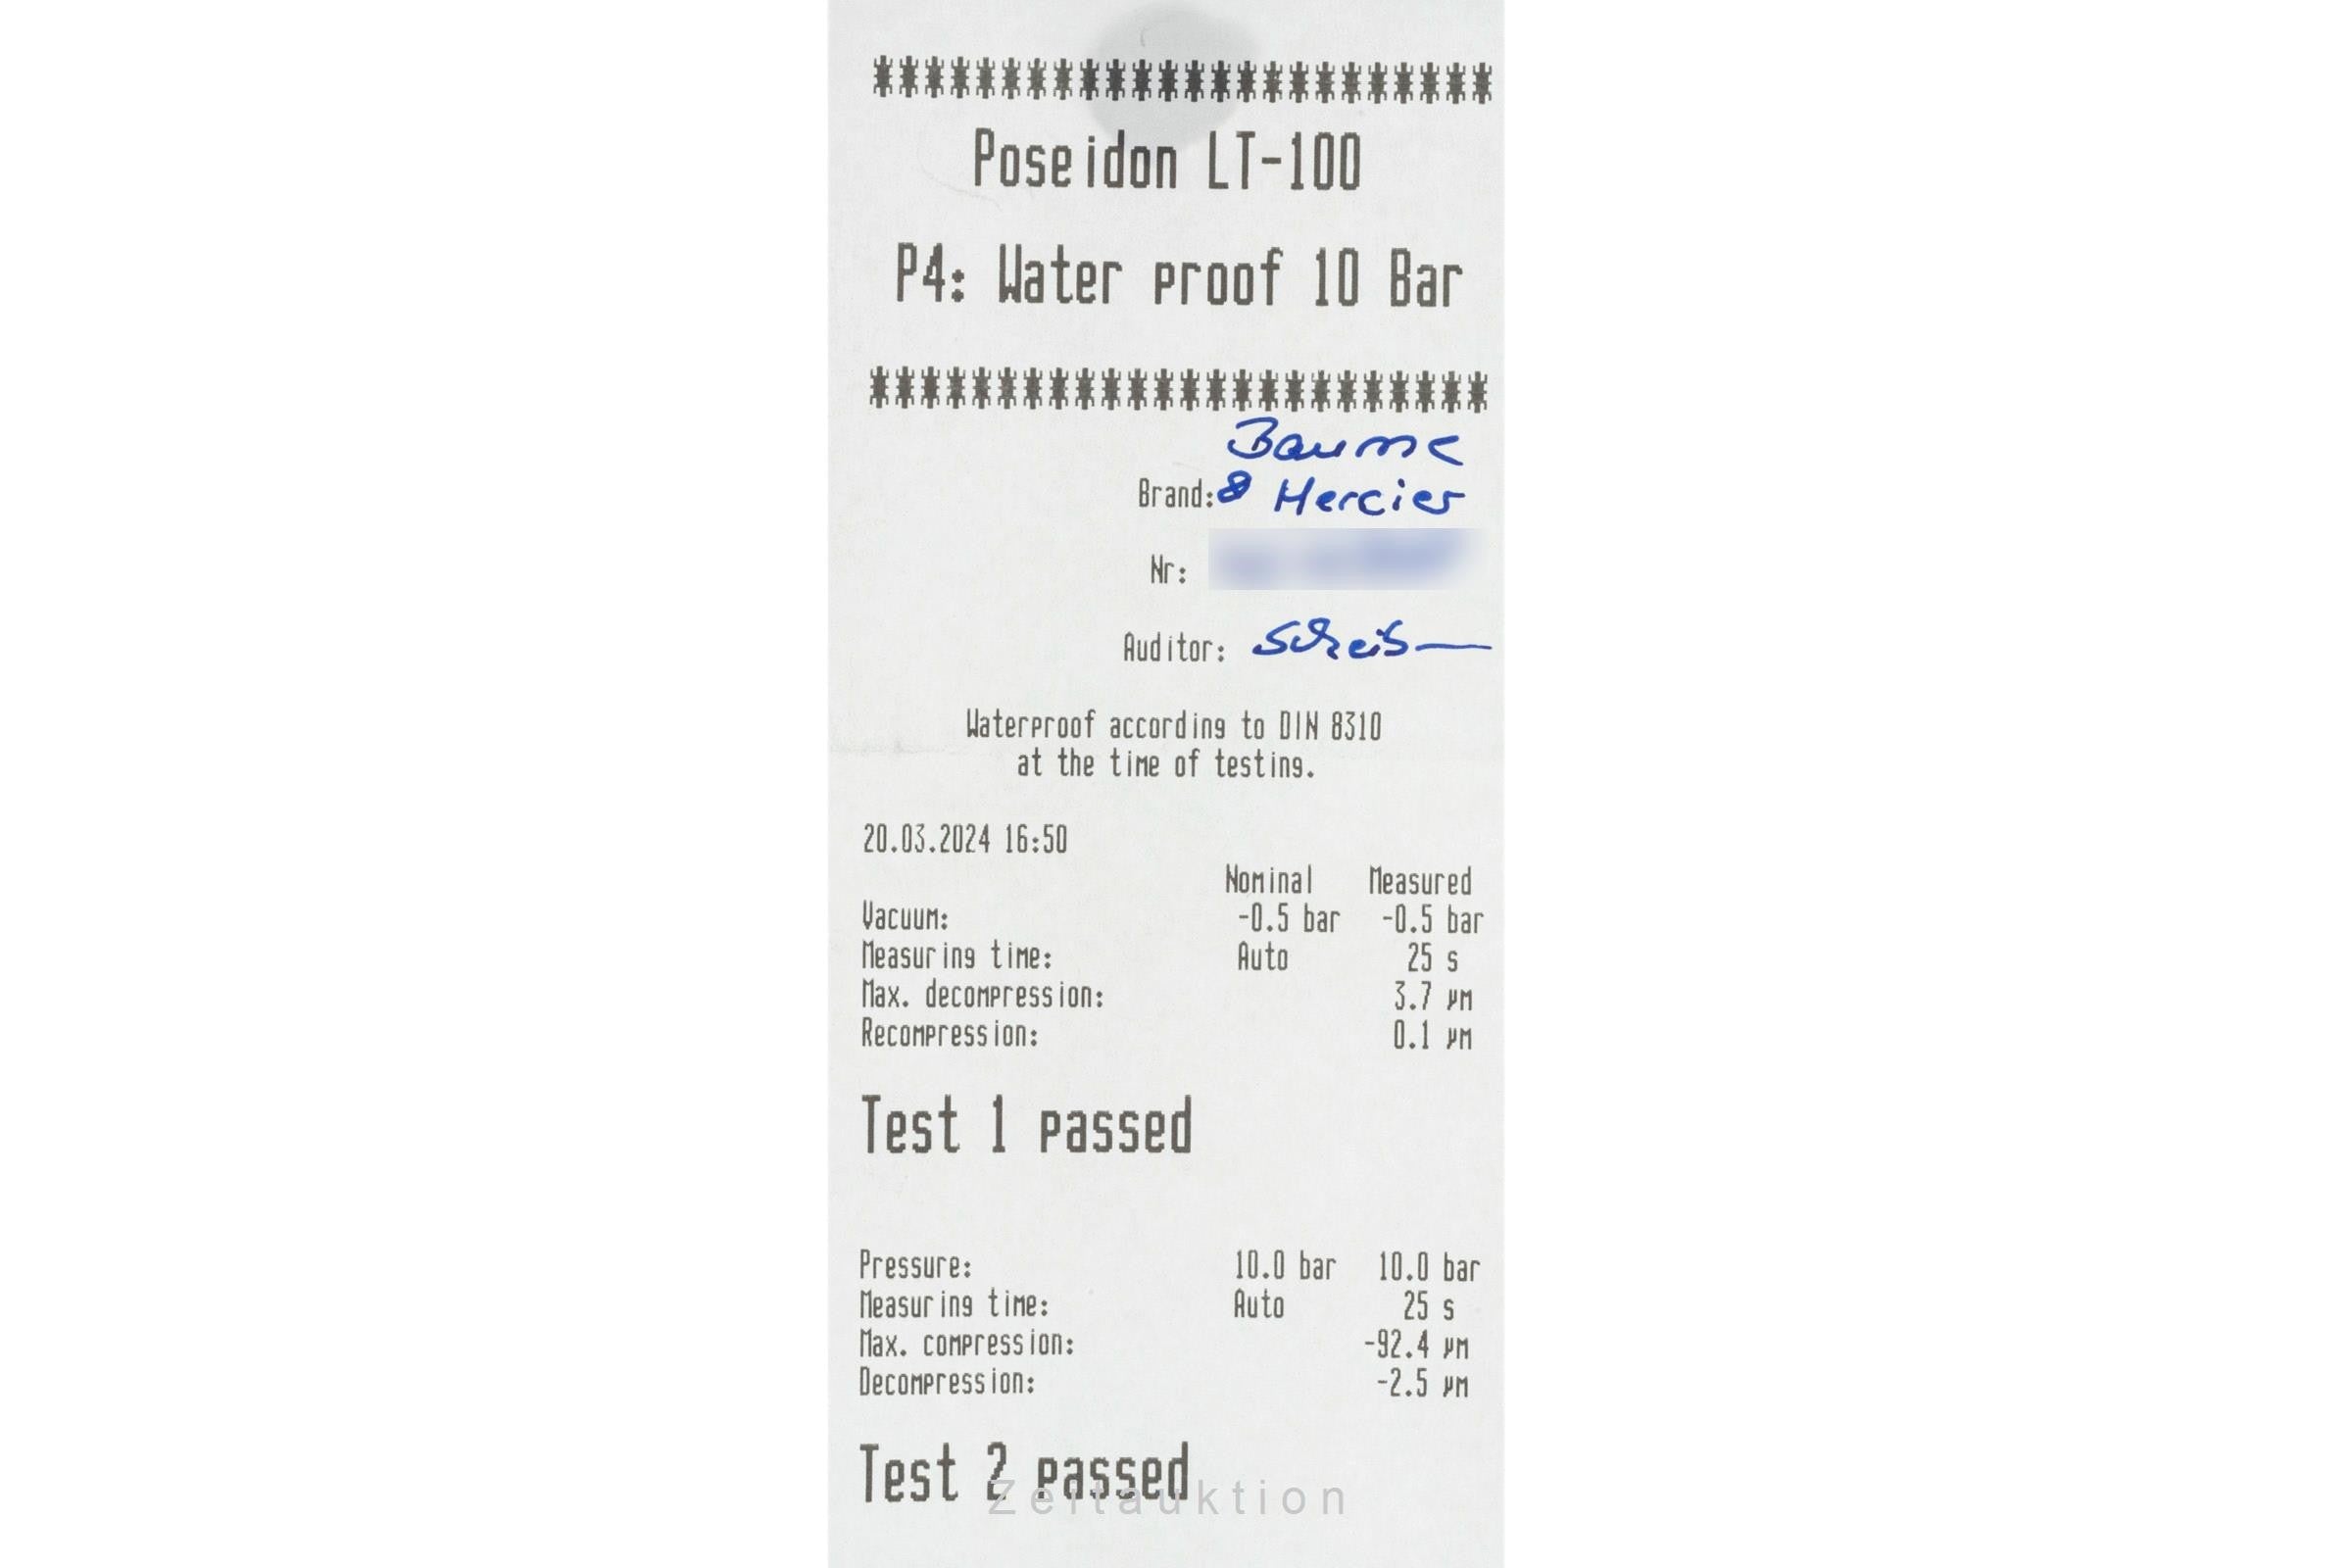 ************************
Poseidon LT-100
P4: Water proof 10 Bar
************************
Baume
Brand: & Mercier
Nr:
Auditor:
Waterproof according to DIN 8310
at the time of testing.
20.03.2024 16:50
Nominal Measured
Vacuum: -0.5 bar -0.5 bar
Measuring time: Auto 25 s
Max. decompression: 3.7 µm
Recompression: 0.1 µm
Test 1 passed
Pressure: 10.0 bar 10.0 bar
Measuring time: Auto 25 s
Max. compression: -92.4 µm
Decompression: -2.5 µm
Test 2 passed
Zeitauktion